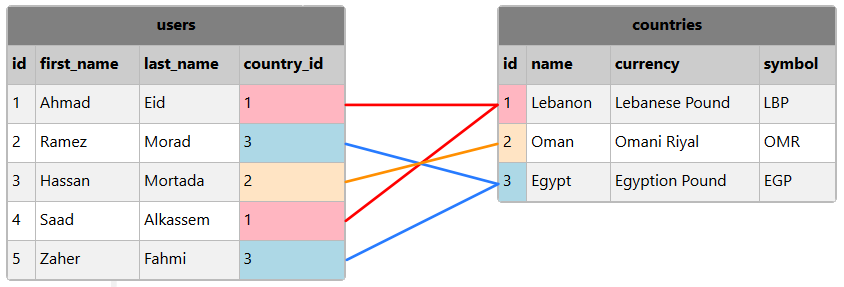 users
id first_name last_name country_id
1 Ahmad Eid 1
2 Ramez Morad 3
3 Hassan Mortada 2
4 Saad Alkassem 1
5 Zaher Fahmi 3
countries
id name currency symbol
1 Lebanon Lebanese Pound LBP
2 Oman Omani Riyal OMR
3 Egypt Egyption Pound EGP